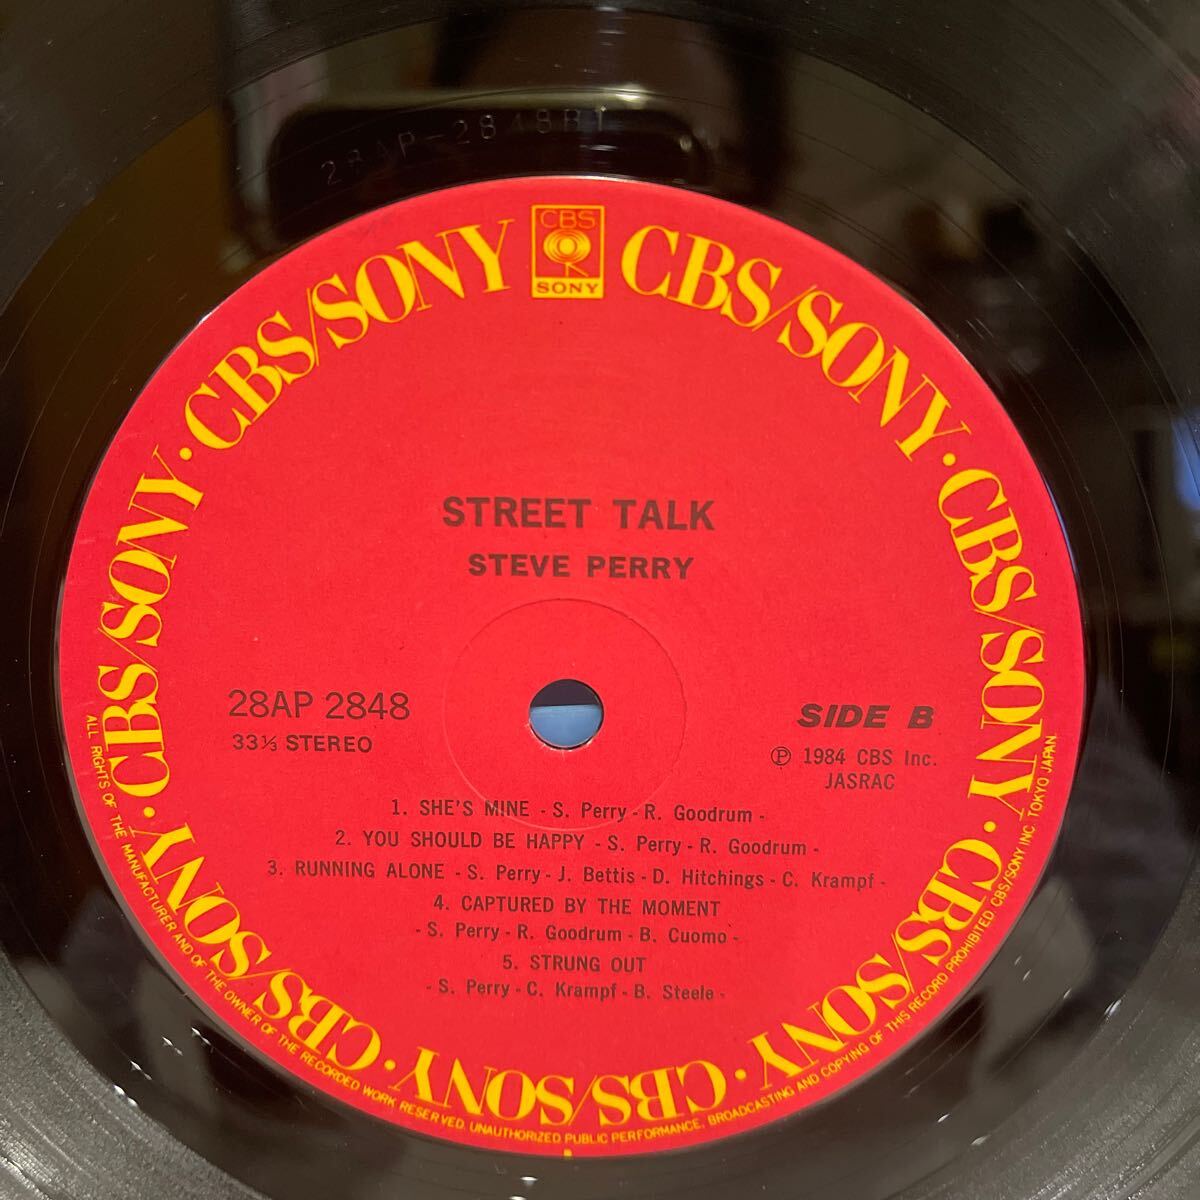 28AP-2848B1
CBS
SONY
CBS/SONY · CBS/SONY · CBS/SONY · CBS/SONY · CBS/SONY · CBS/SONY · CBS/SONY · CBS/SONY
STREET TALK
STEVE PERRY
28AP 2848
33⅓ STEREO
SIDE B
Ⓟ 1984 CBS Inc.
JASRAC
1. SHE'S MINE - S. Perry - R. Goodrum -
2. YOU SHOULD BE HAPPY - S. Perry - R. Goodrum -
3. RUNNING ALONE - S. Perry - J. Bettis - D. Hitchings - C. Krampf -
4. CAPTURED BY THE MOMENT
- S. Perry - R. Goodrum - B. Cuomo -
5. STRUNG OUT
- S. Perry - C. Krampf - B. Steele -
ALL RIGHTS OF THE MANUFACTURER AND OF THE OWNER OF THE RECORDED WORK RESERVED. UNAUTHORIZED PUBLIC PERFORMANCE, BROADCASTING AND COPYING OF THIS RECORD PROHIBITED. CBS/SONY INC. TOKYO JAPAN.